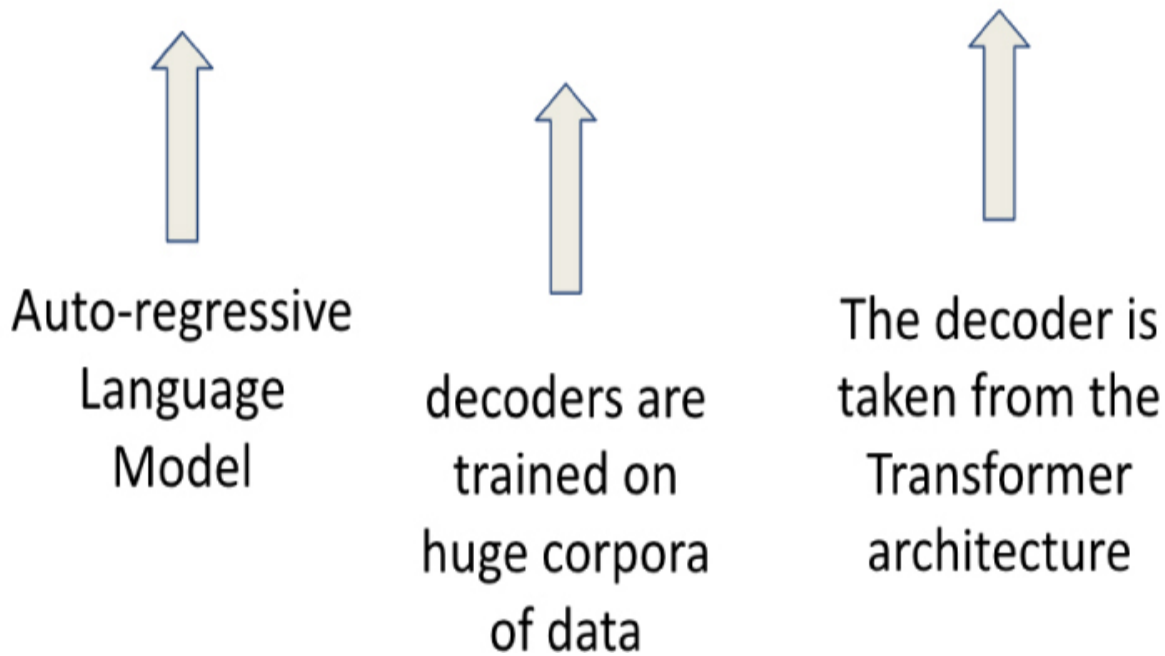 Auto-regressive
Language
Model
decoders are
trained on
huge corpora
of data
The decoder is
taken from the
Transformer
architecture